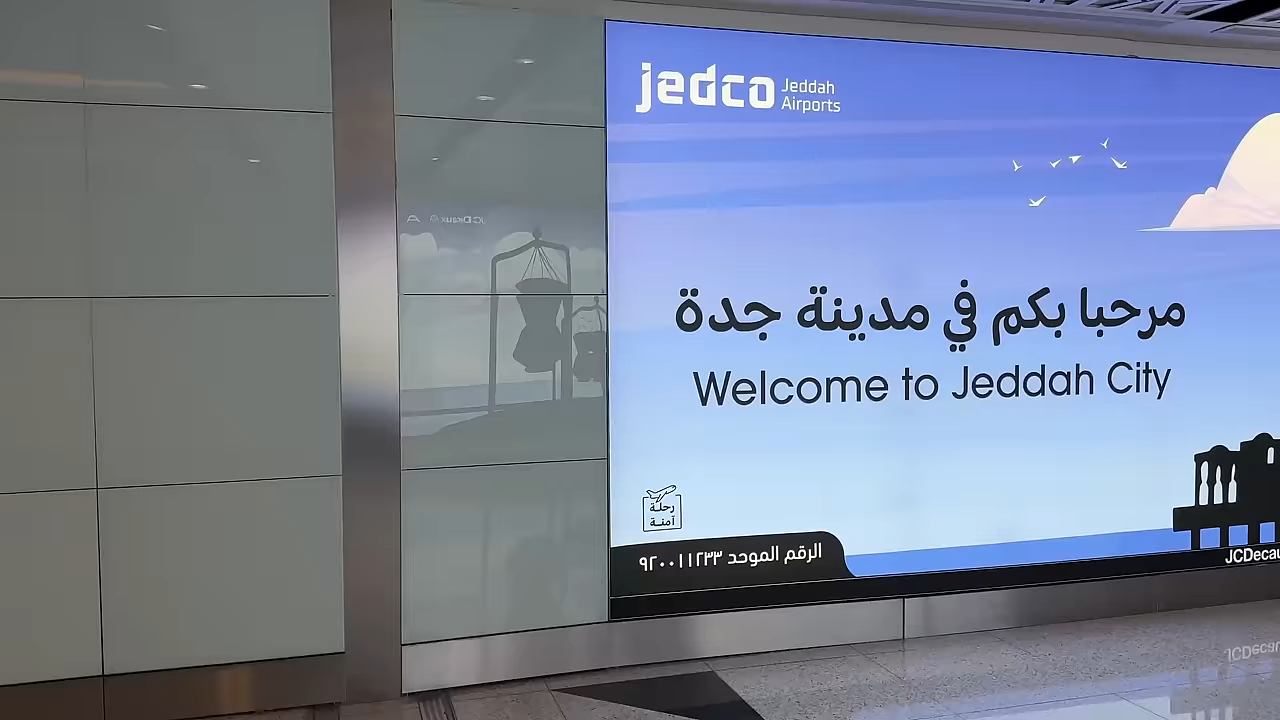 jedco Jeddah
Airports
مرحبا بكم في مدينة جدة
Welcome to Jeddah City
رحلة
آمنة
الرقم الموحد ٩٢٠٠١١٢٣٣
JCDecau